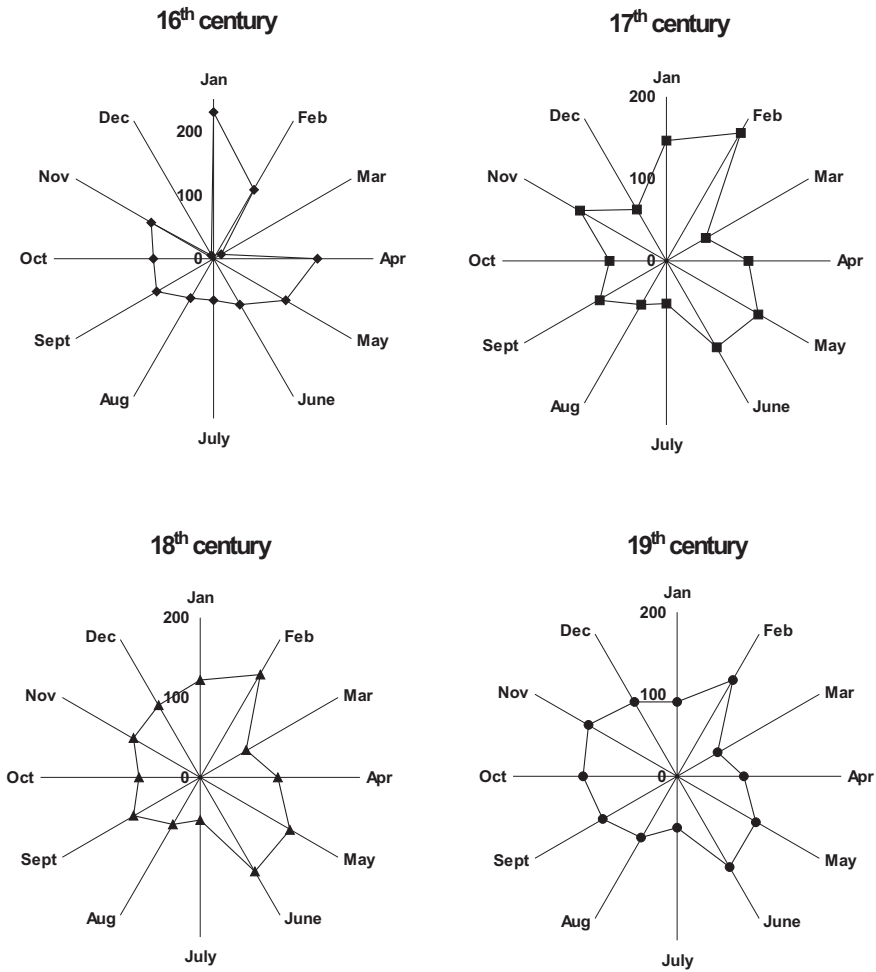 16th century
17th century
Jan
200
Dec
Feb
Dec
Feb
200
Nov
Mar
Nov
Mar
100
100
Oct
0
Apr
Oct
0
Apr
Sept
May
Sept
May
Aug
June
Aug
June
July
July
18th century
19th century
Jan
Jan
200
200
Dec
Feb
Dec
Feb
Nov
100
Mar
Nov
100
Mar
Oct
0
Apr
Oct
0
Apr
Sept
May
Sept
May
Aug
June
Aug
June
July
July